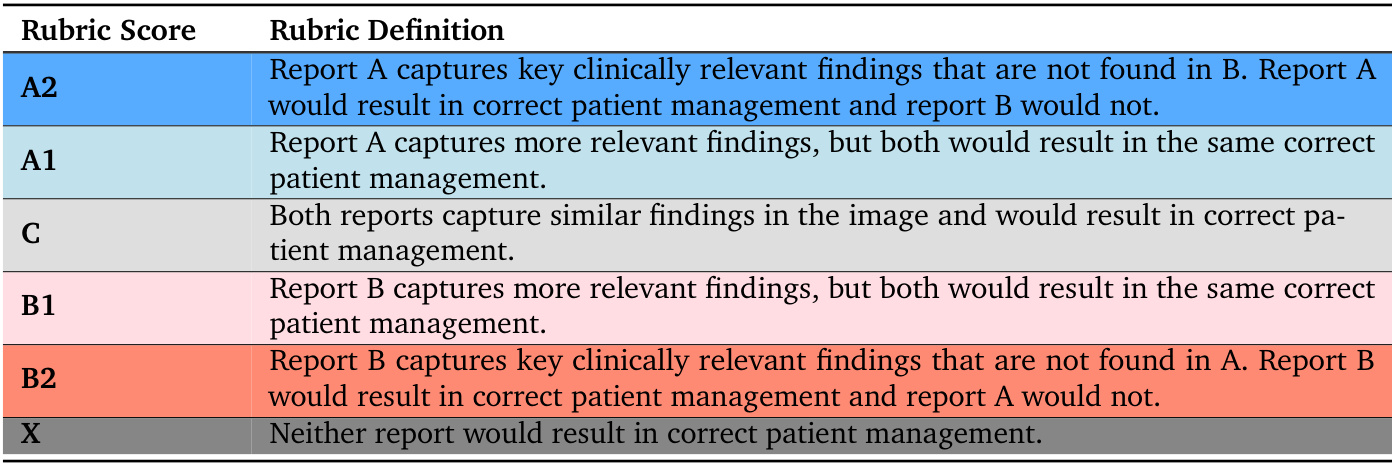 Rubric Score Rubric Definition
A2 Report A captures key clinically relevant findings that are not found in B. Report A
would result in correct patient management and report B would not.
A1 Report A captures more relevant findings, but both would result in the same correct
patient management.
C Both reports capture similar findings in the image and would result in correct pa-
tient management.
B1 Report B captures more relevant findings, but both would result in the same correct
patient management.
B2 Report B captures key clinically relevant findings that are not found in A. Report B
would result in correct patient management and report A would not.
X Neither report would result in correct patient management.